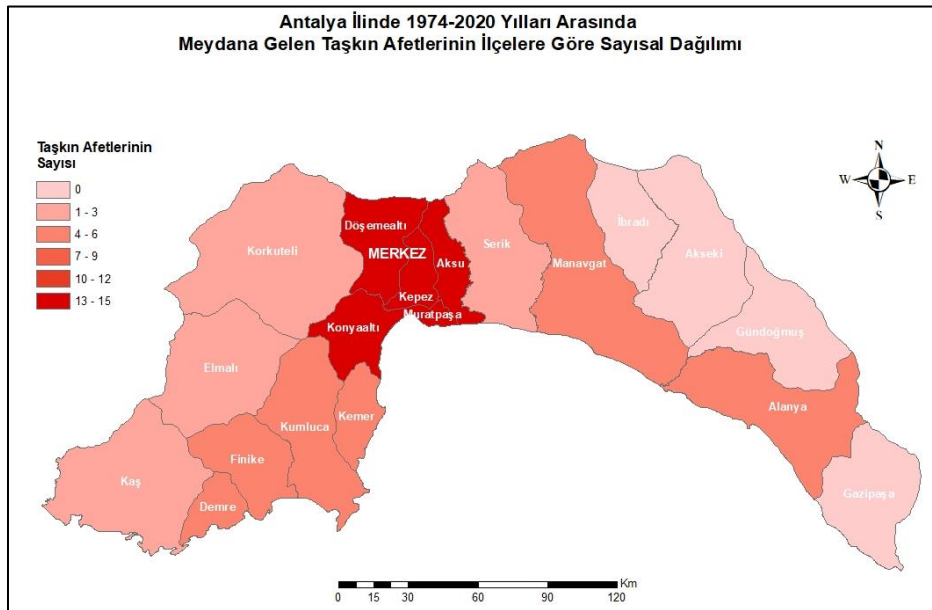 Antalya İlinde 1974-2020 Yılları Arasında
Meydana Gelen Taşkın Afetlerinin İlçelere Göre Sayısal Dağılımı
Taşkın Afetlerinin
Sayısı
0
1 - 3
4 - 6
7 - 9
10 - 12
13 - 15
N
W
E
S
Döşemealtı
MERKEZ
Korkuteli
Aksu
Serik
Manavgat
İbradı
Akseki
Kepez
Muratpaşa
Konyaaltı
Gündoğmuş
Elmalı
Kemer
Kumluca
Alanya
Finike
Kaş
Demre
Gazipaşa
Km
0 15 30 60 90 120